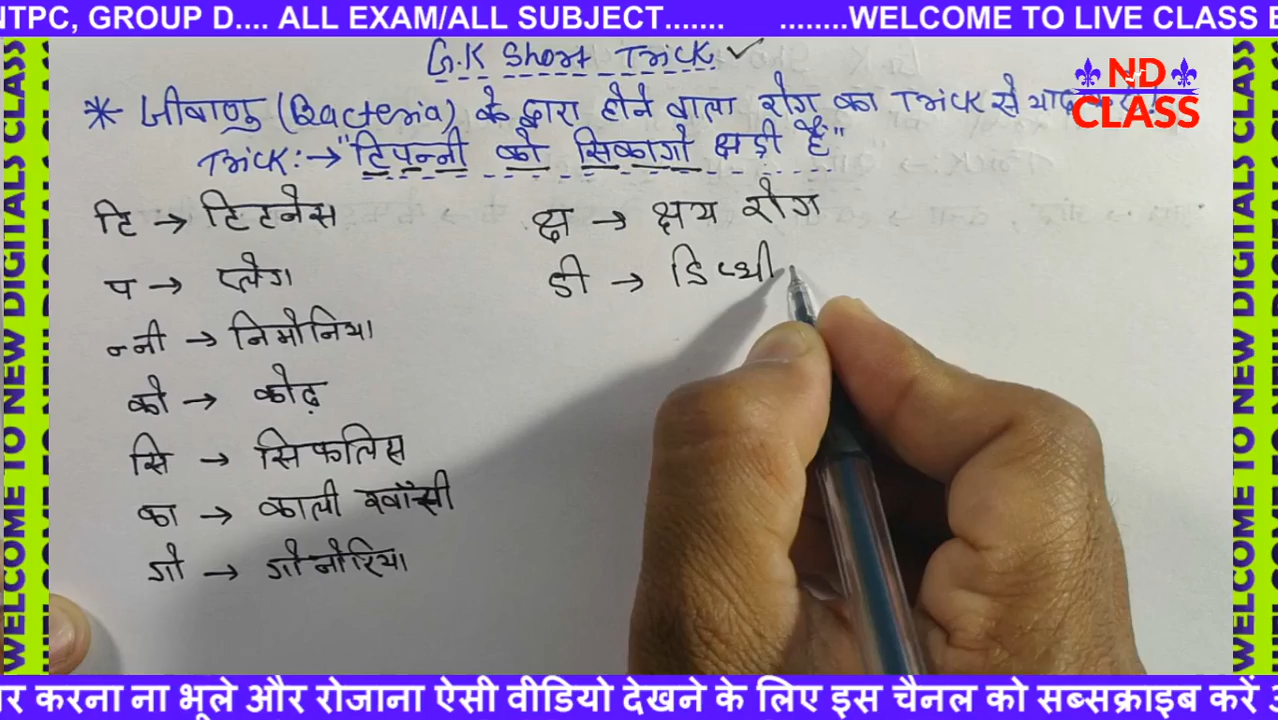 NTPC, GROUP D.... ALL EXAM/ALL SUBJECT....... ........WELCOME TO LIVE CLASS
G.K Short Trick ✓
ND CLASS
* जीवाणु (Bacteria) के द्वारा होने वाला रोग का Trick से याद
Trick:→ "टिपन्नी को सिकागो क्षडी है"
टि → टिटनेस
प → प्लेग
न्नी → निमोनिया
को → कोढ़
सि → सिफलिस
का → काली खाँसी
गो → गोनोरिया
क्ष → क्षय रोग
डी → डिप्थी
WELCOME TO NEW DIGITALS CLASS
WELCOME TO NEW DIGITALS CLASS
र करना ना भूले और रोजाना ऐसी वीडियो देखने के लिए इस चैनल को सब्सक्राइब करें